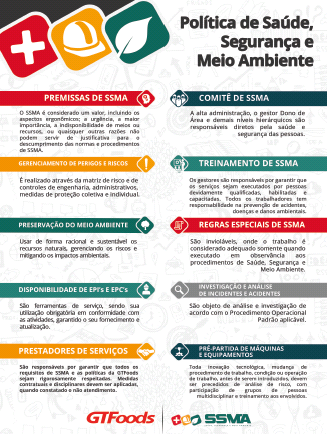 Política de Saúde,
Segurança e
Meio Ambiente
PREMISSAS DE SSMA
O SSMA é considerado um valor, incluindo os
aspectos ergonômicos; a urgência, a maior
importância, a indisponibilidade de meios ou
recursos, ou quaisquer outras razões não
podem servir de justificativa para o
descumprimento das normas e procedimentos
de SSMA.
COMITÊ DE SSMA
A alta administração, o gestor Dono de
Área e demais níveis hierárquicos são
responsáveis diretos pela saúde e
segurança das pessoas.
GERENCIAMENTO DE PERIGOS E RISCOS
É realizado através da matriz de risco e de
controles de engenharia, administrativos,
medidas de proteção coletiva e individual.
TREINAMENTO DE SSMA
Os gestores são responsáveis por garantir que
os serviços sejam executados por pessoas
devidamente qualificadas, habilitadas e
capacitadas. Todos os trabalhadores tem
responsabilidade na prevenção de acidentes,
doenças e danos ambientais.
PRESERVAÇÃO DO MEIO AMBIENTE
Usar de forma racional e sustentável os
recursos naturais, gerenciando os riscos e
mitigando os impactos ambientais.
REGRAS ESPECIAIS DE SSMA
São invioláveis, onde o trabalho é
considerado adequado somente quando
executado em observância aos
procedimentos de Saúde, Segurança e
Meio Ambiente.
DISPONIBILIDADE DE EPI's E EPC's
São ferramentas de serviço, sendo sua
utilização obrigatória em conformidade com
as atividades, garantido o seu fornecimento e
atualização.
INVESTIGAÇÃO E ANÁLISE
DE INCIDENTES E ACIDENTES
São objeto de análise e investigação de
acordo com o Procedimento Operacional
Padrão aplicável.
PRESTADORES DE SERVIÇOS
São responsáveis por garantir que todos os
requisitos de SSMA e as políticas da GTFoods
sejam rigorosamente respeitadas. Medidas
contratuais e disciplinares devem ser aplicadas,
quando constatado o não atendimento.
PRÉ-PARTIDA DE MÁQUINAS
E EQUIPAMENTOS
Toda inovação tecnológica, mudança de
procedimento de trabalho, condição ou operação
de trabalho, antes de serem introduzidos, devem
ser precedidos de análise de risco, com
participação de grupos de pessoas
multidisciplinar e treinamento aos envolvidos.
GTFoods
SSMA